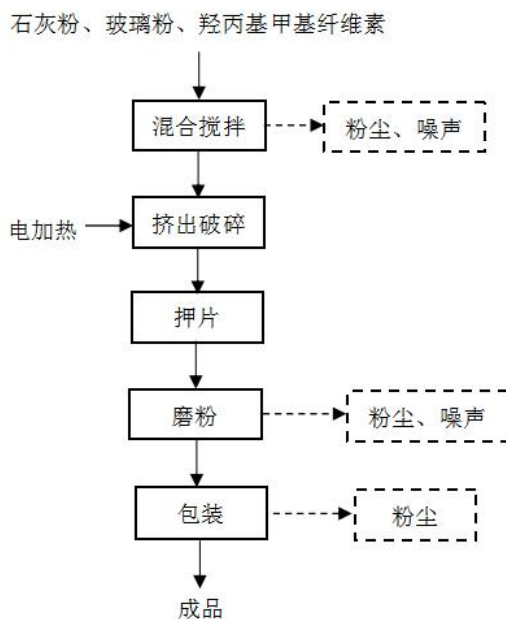 石灰粉、玻璃粉、羟丙基甲基纤维素
混合搅拌
粉尘、噪声
电加热
挤出破碎
押片
磨粉
粉尘、噪声
包装
粉尘
成品